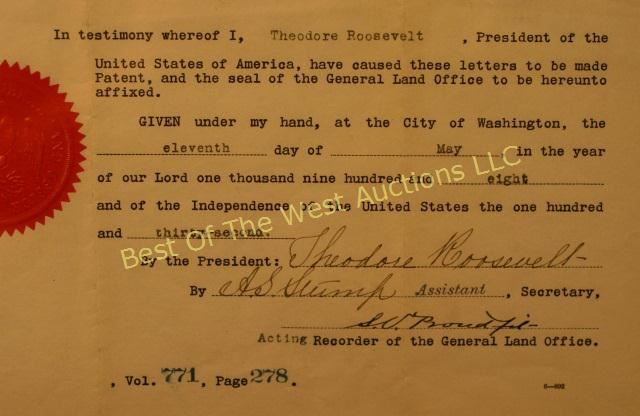 In testimony whereof I, Theodore Roosevelt , President of the
United States of America, have caused these letters to be made
Patent, and the seal of the General Land Office to be hereunto
affixed.
GIVEN under my hand, at the City of Washington, the
eleventh day of May , in the year
of our Lord one thousand nine hundred and eight
and of the Independence of the United States the one hundred
and thirty-second.
Best Of The West Auctions LLC
By the President: Theodore Roosevelt
By A.S. Stump Assistant , Secretary,
S.V. Proudfit
Acting Recorder of the General Land Office.
, Vol. 771, Page 278.